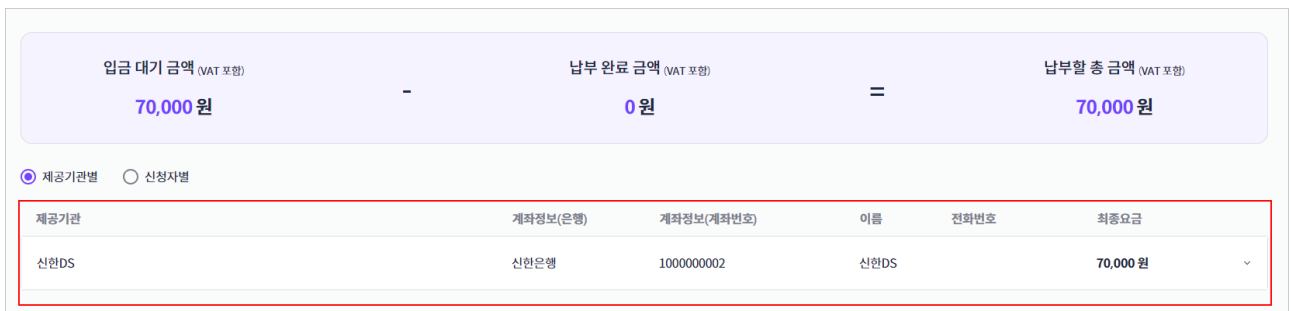 입금 대기 금액 (VAT 포함) 납부 완료 금액 (VAT 포함) 납부할 총 금액 (VAT 포함)
70,000 원 - 0 원 = 70,000 원
제공기관별 신청자별
제공기관 계좌정보(은행) 계좌정보(계좌번호) 이름 전화번호 최종요금
신한DS 신한은행 1000000002 신한DS 70,000 원